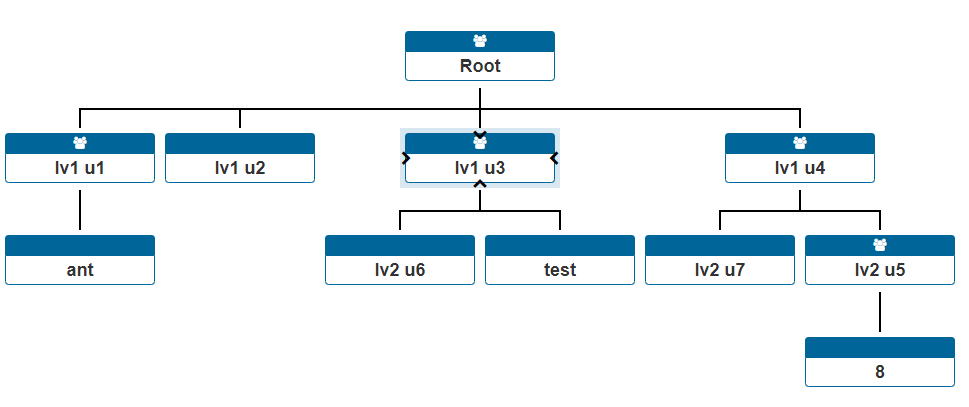 Root
lv1 u1
lv1 u2
lv1 u3
lv1 u4
ant
lv2 u6
test
lv2 u7
lv2 u5
8